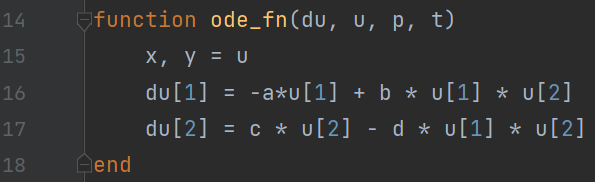 14 function ode_fn(du, u, p, t)
15     x, y = u
16     du[1] = -a*u[1] + b * u[1] * u[2]
17     du[2] = c * u[2] - d * u[1] * u[2]
18 end